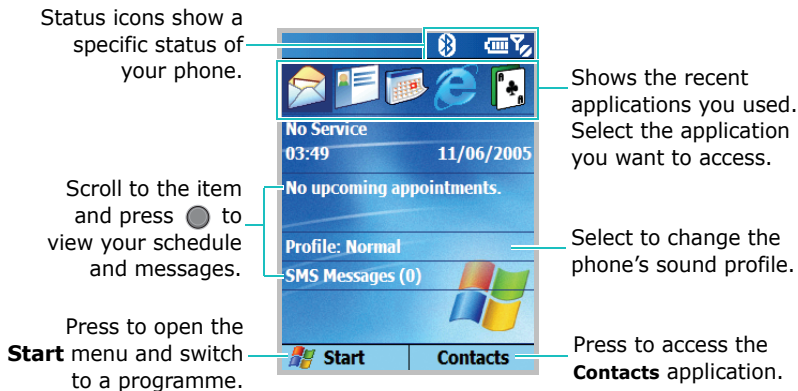 Status icons show a
specific status of
your phone.
Shows the recent
applications you used.
Select the application
you want to access.
No Service
03:49 11/06/2005
No upcoming appointments.
Scroll to the item
and press to
view your schedule
and messages.
Profile: Normal
SMS Messages (0)
Select to change the
phone's sound profile.
Press to open the
Start menu and switch
to a programme.
Start Contacts
Press to access the
Contacts application.